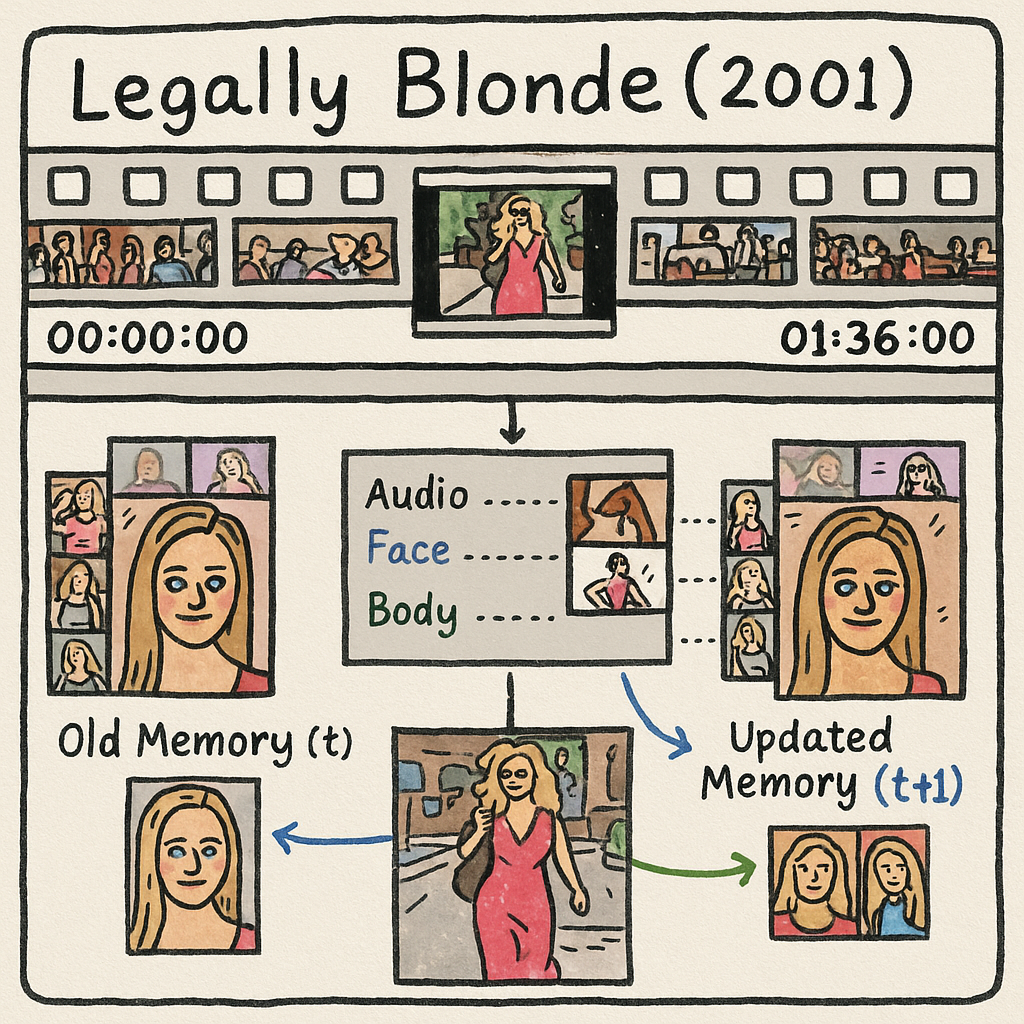 Legally Blonde (2001)
00:00:00
01:36:00
Audio
Face
Body
Old Memory (t)
Updated
Memory (t+1)